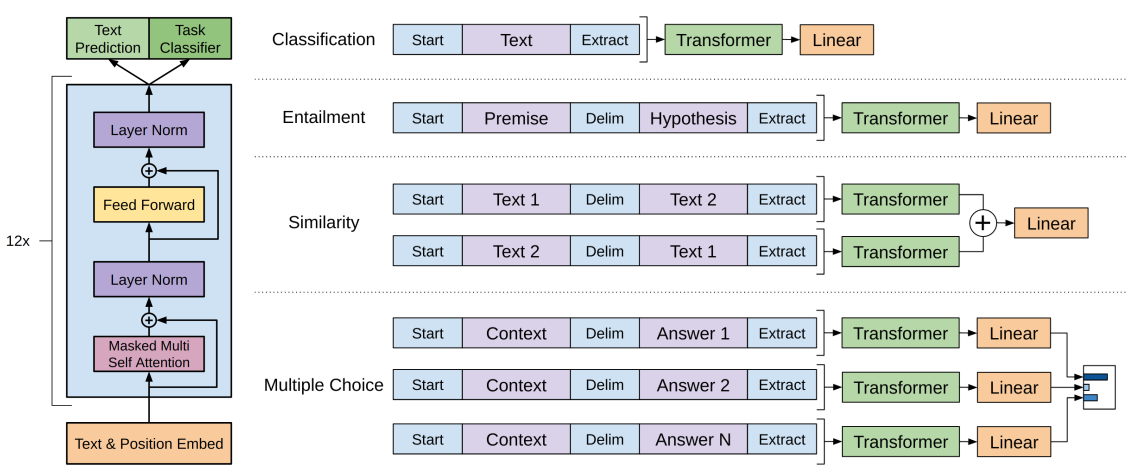 Text
Prediction
Task
Classifier
Layer Norm
Feed Forward
12x
Layer Norm
Masked Multi
Self Attention
Text & Position Embed
Classification
Start Text Extract Transformer Linear
Entailment
Start Premise Delim Hypothesis Extract Transformer Linear
Similarity
Start Text 1 Delim Text 2 Extract Transformer
Start Text 2 Delim Text 1 Extract Transformer
Linear
Multiple Choice
Start Context Delim Answer 1 Extract Transformer Linear
Start Context Delim Answer 2 Extract Transformer Linear
Start Context Delim Answer N Extract Transformer Linear